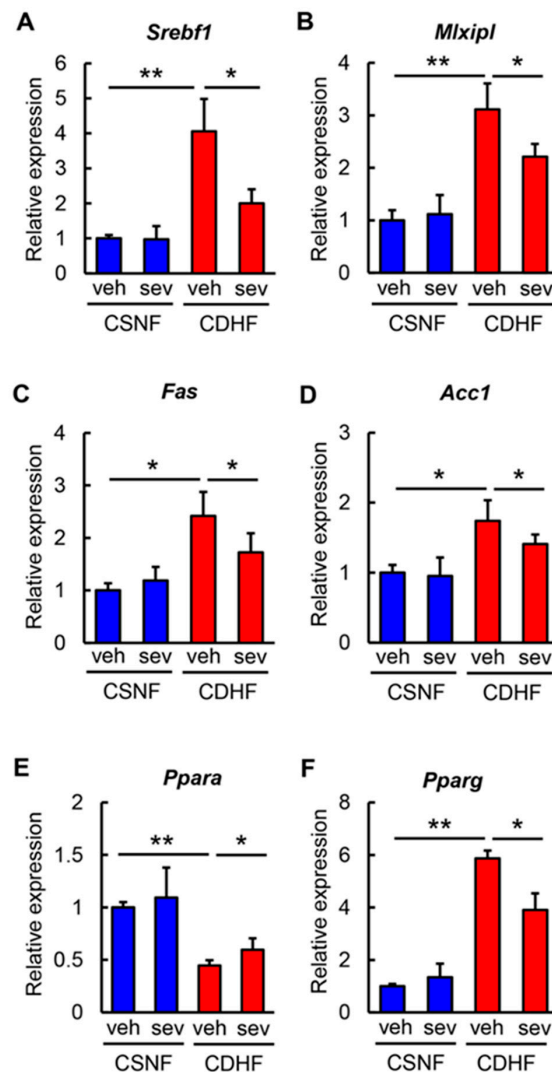 A
Srebf1
Relative expression
6
5
4
3
2
1
0
**
*
veh sev veh sev
CSNF CDHF
B
Mlxipl
Relative expression
4
3
2
1
0
**
*
veh sev veh sev
CSNF CDHF
C
Fas
Relative expression
4
3
2
1
0
*
*
veh sev veh sev
CSNF CDHF
D
Acc1
Relative expression
3
2
1
0
*
*
veh sev veh sev
CSNF CDHF
E
Ppara
Relative expression
2
1.5
1
0.5
0
**
*
veh sev veh sev
CSNF CDHF
F
Pparg
Relative expression
8
6
4
2
0
**
*
veh sev veh sev
CSNF CDHF